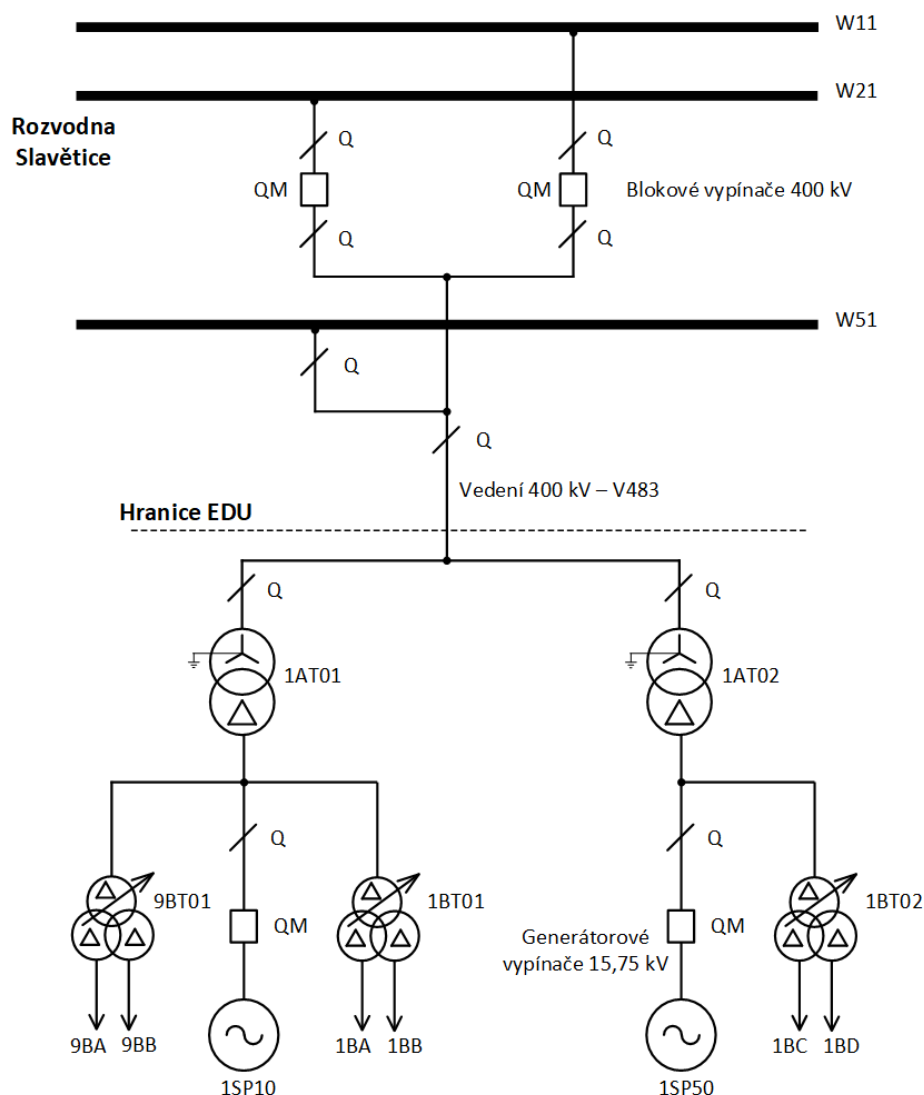 W11
W21
Rozvodna
Slavětice
Q
Q
QM
QM
Blokové vypínače 400 kV
Q
Q
W51
Q
Q
Vedení 400 kV – V483
Hranice EDU
Q
Q
1AT01
1AT02
Q
Q
9BT01
1BT01
1BT02
QM
QM
Generátorové
vypínače 15,75 kV
9BA
9BB
1BA
1BB
1BC
1BD
1SP10
1SP50